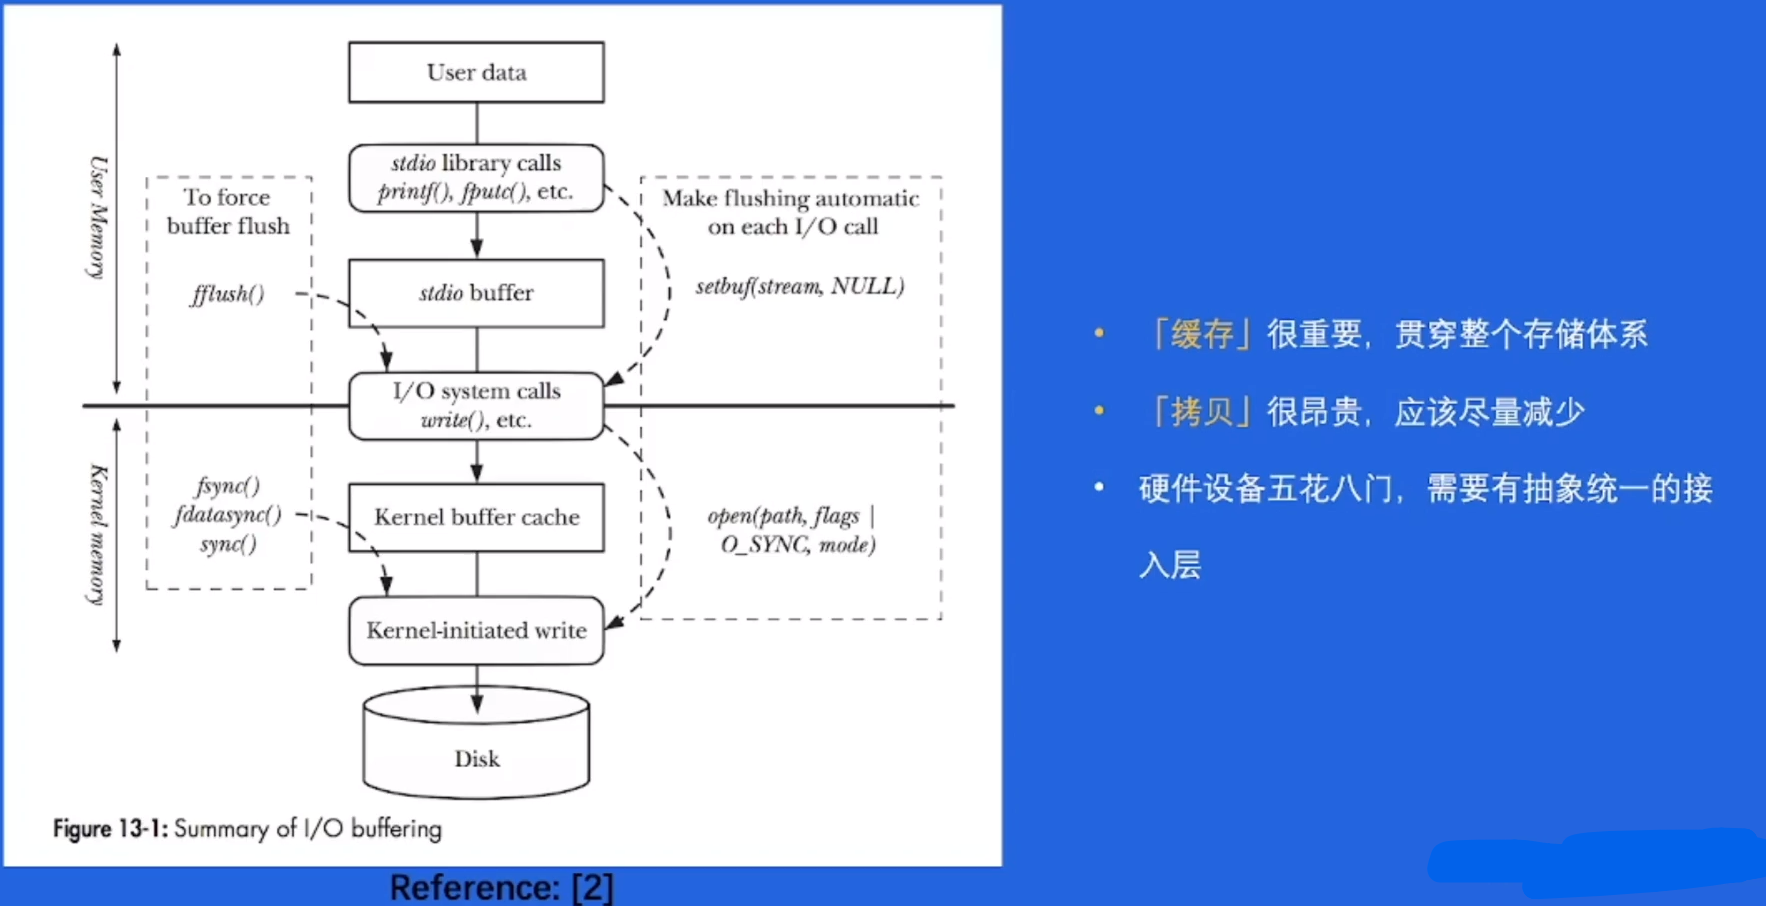 User data
stdio library calls
printf(), fputc(), etc.
User Memory
To force
buffer flush
Make flushing automatic
on each I/O call
fflush()
stdio buffer
setbuf(stream, NULL)
I/O system calls
write(), etc.
Kernel memory
fsync()
fdatasync()
sync()
Kernel buffer cache
open(path, flags |
O_SYNC, mode)
Kernel-initiated write
Disk
Figure 13-1: Summary of I/O buffering
Reference: [2]
• 「缓存」很重要，贯穿整个存储体系
• 「拷贝」很昂贵，应该尽量减少
• 硬件设备五花八门，需要有抽象统一的接
入层